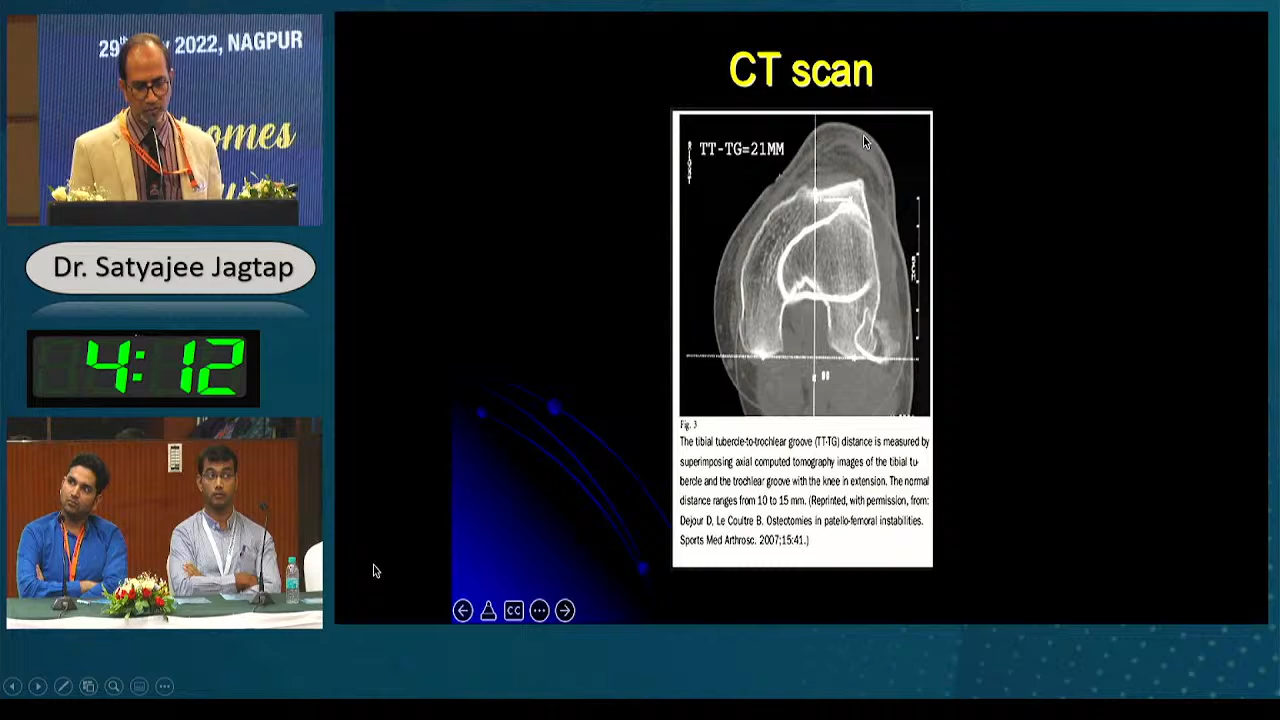 29th
2022, NAGPUR
omes
Dr. Satyajee Jagtap
4:12
CT scan
TT-TG=21MM
Fig. 3
The tibial tubercle-to-trochlear groove (TT-TG) distance is measured by
superimposing axial computed tomography images of the tibial tu-
bercle and the trochlear groove with the knee in extension. The normal
distance ranges from 10 to 15 mm. (Reprinted, with permission, from:
Dejour D, Le Coultre B. Osteotomies in patello-femoral instabilities.
Sports Med Arthrosc. 2007;15:41.)
CC